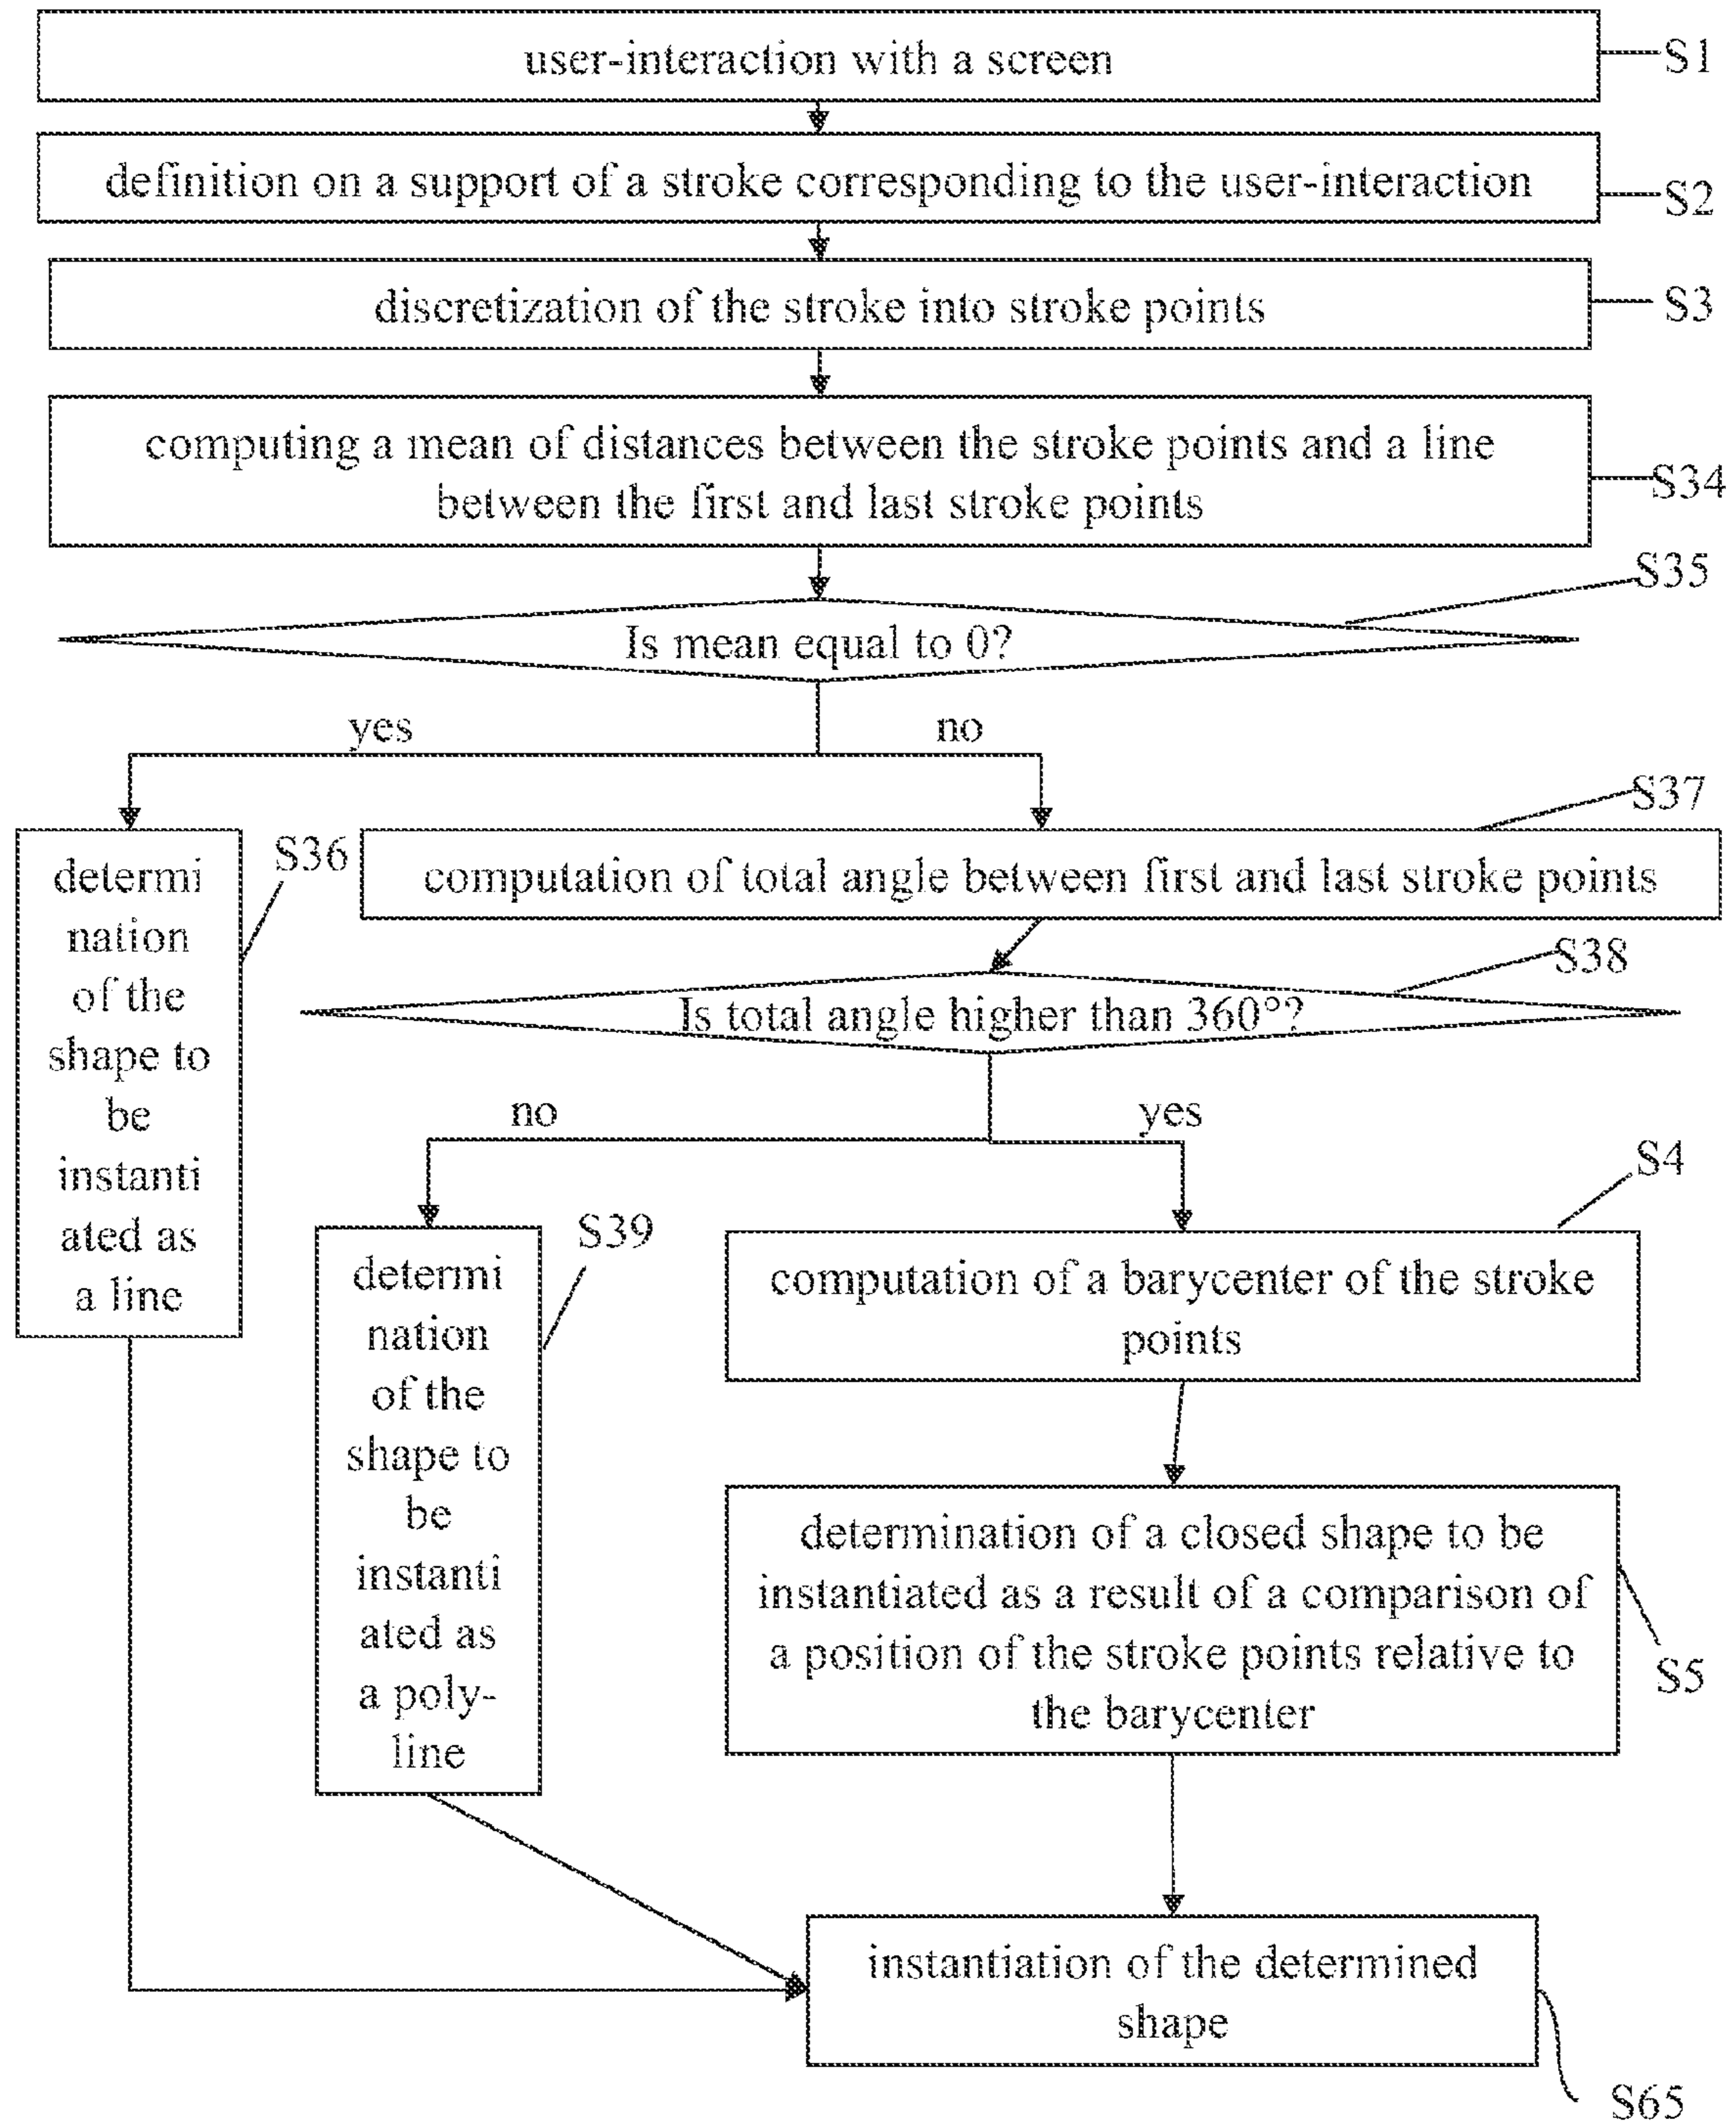 user-interaction with a screen
S1
definition on a support of a stroke corresponding to the user-interaction
S2
discretization of the stroke into stroke points
S3
computing a mean of distances between the stroke points and a line
between the first and last stroke points
S34
S35
Is mean equal to 0?
yes
no
S37
S36
determi
nation
of the
shape to
be
instanti
ated as
a line
computation of total angle between first and last stroke points
S38
Is total angle higher than 360°?
no
yes
S4
S39
determi
nation
of the
shape to
be
instanti
ated as
a poly-
line
computation of a barycenter of the stroke
points
determination of a closed shape to be
instantiated as a result of a comparison of
a position of the stroke points relative to
the barycenter
S5
instantiation of the determined
shape
S65